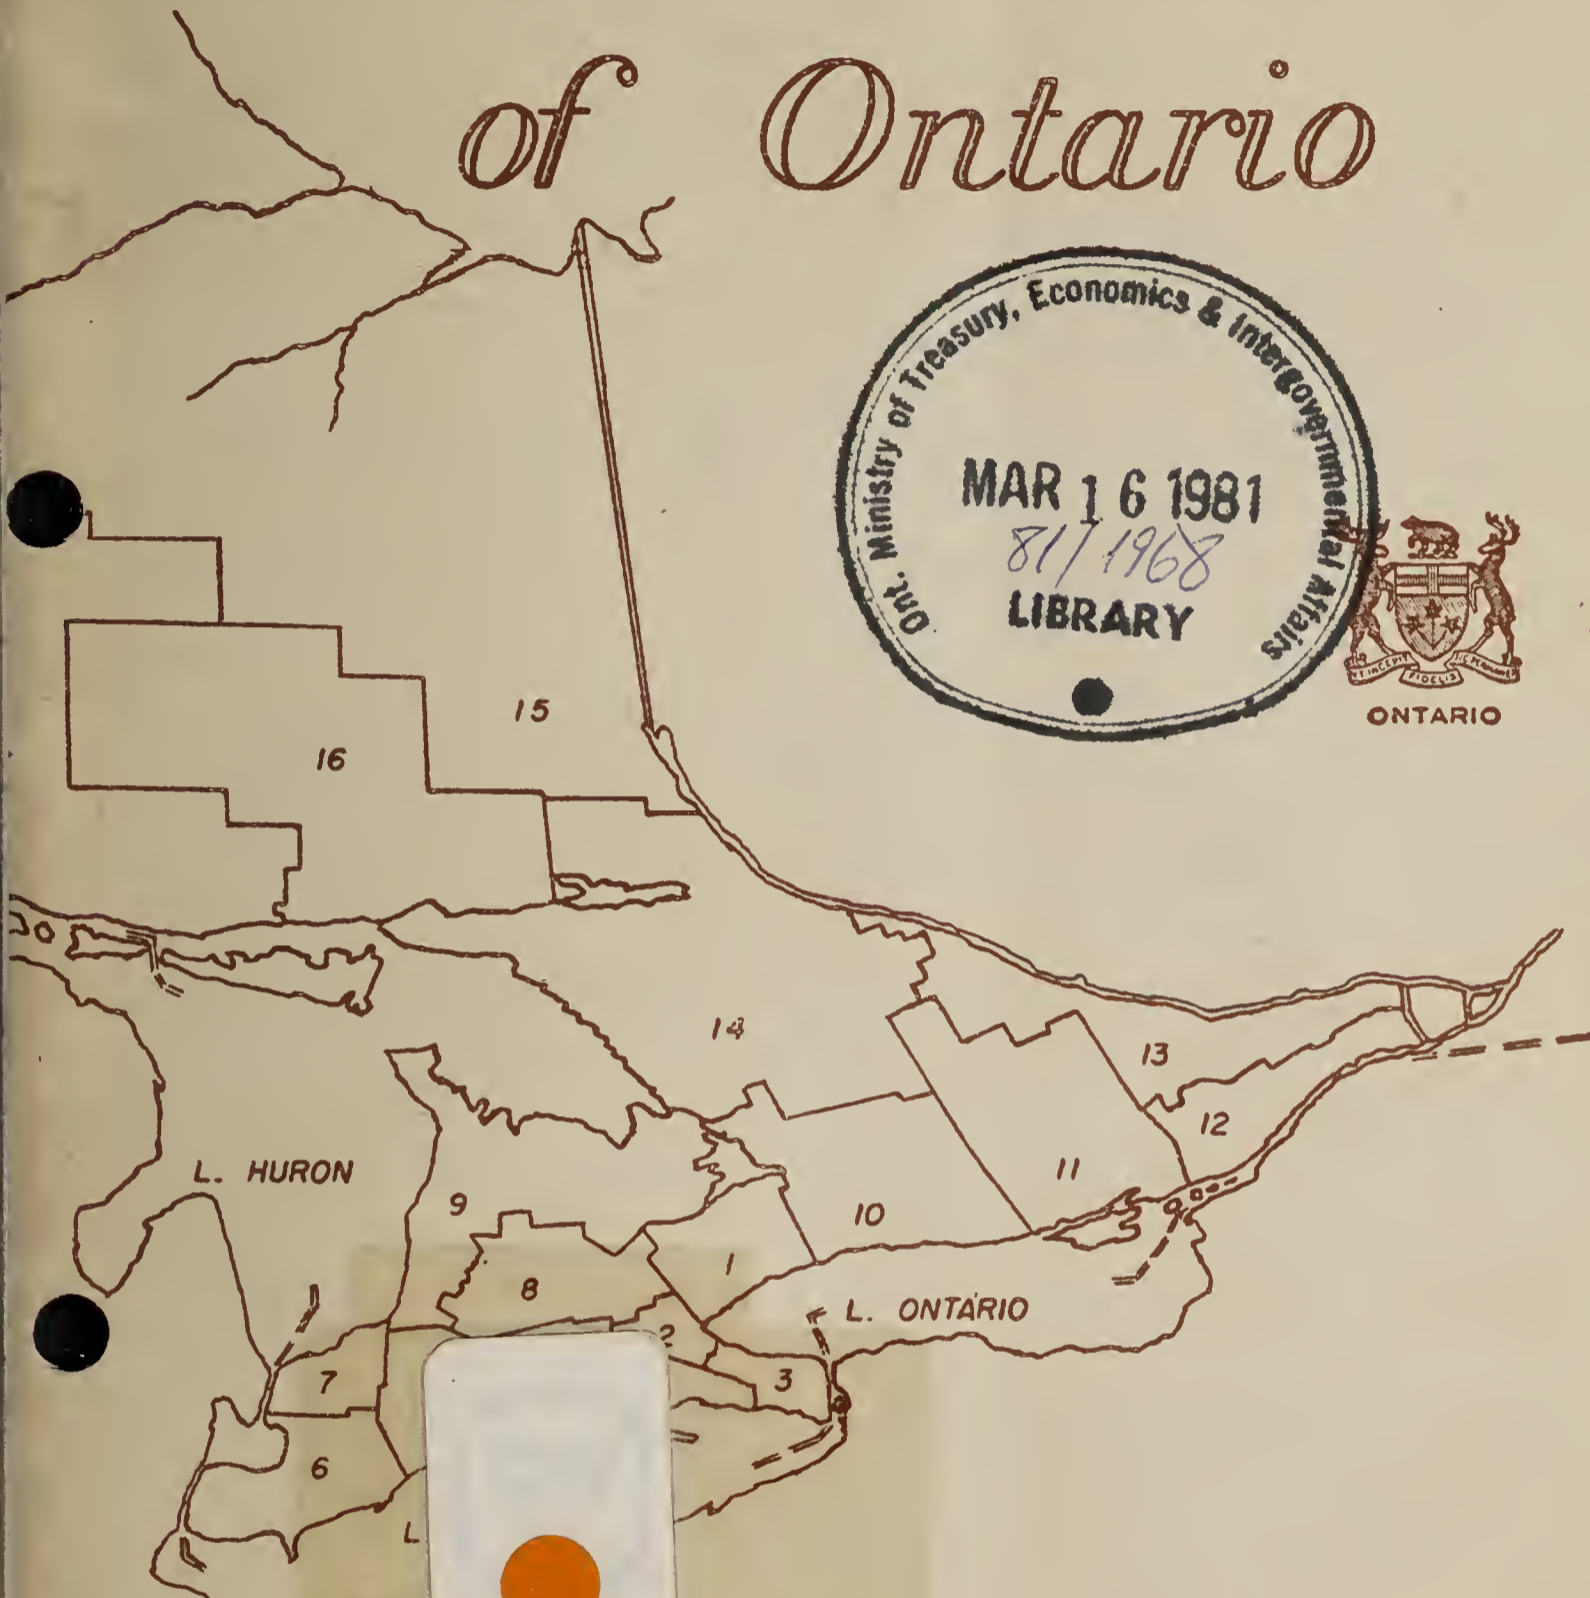 of Ontario
Ont. Ministry of Treasury, Economics & Intergovernmental Affairs
MAR 16 1981
81/1968
LIBRARY
FIDELIS
ONTARIO
15
16
14
13
12
L. HURON
11
9
10
1
8
L. ONTARIO
2
7
3
6
L